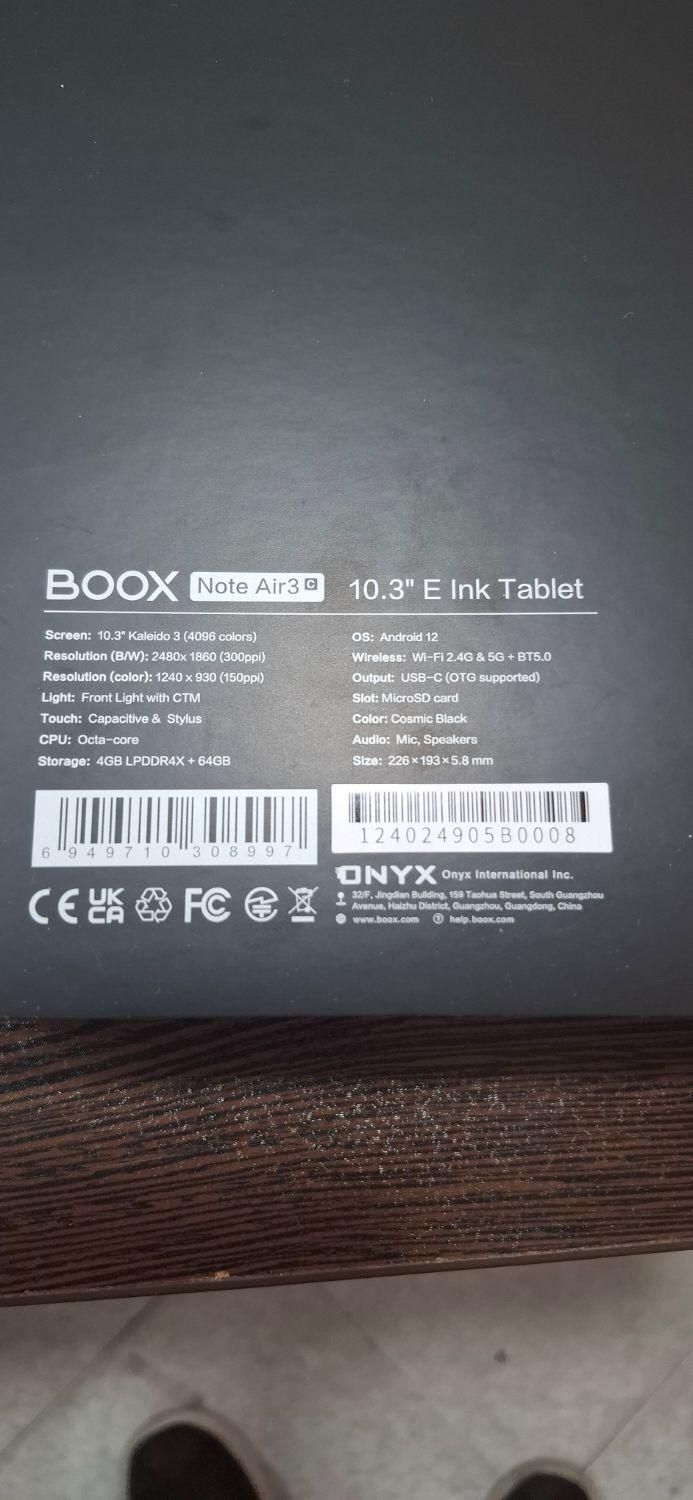 BOOX Note Air3 C 10.3" E Ink Tablet
Screen: 10.3" Kaleido 3 (4096 colors)
Resolution (B/W): 2480x 1860 (300ppi)
Resolution (color): 1240 x 930 (150ppi)
Light: Front Light with CTM
Touch: Capacitive & Stylus
CPU: Octa-core
Storage: 4GB LPDDR4X + 64GB
OS: Android 12
Wireless: Wi-Fi 2.4G & 5G + BT5.0
Output: USB-C (OTG supported)
Slot: MicroSD card
Color: Cosmic Black
Audio: Mic, Speakers
Size: 226×193×5.8 mm
6 949710 308997
124024905B0008
CE UK CA FC
ONYX Onyx International Inc.
32/F, Jingdian Building, 159 Taohua Street, South Guangzhou
Avenue, Haizhu District, Guangzhou, Guangdong, China
www.boox.com help.boox.com